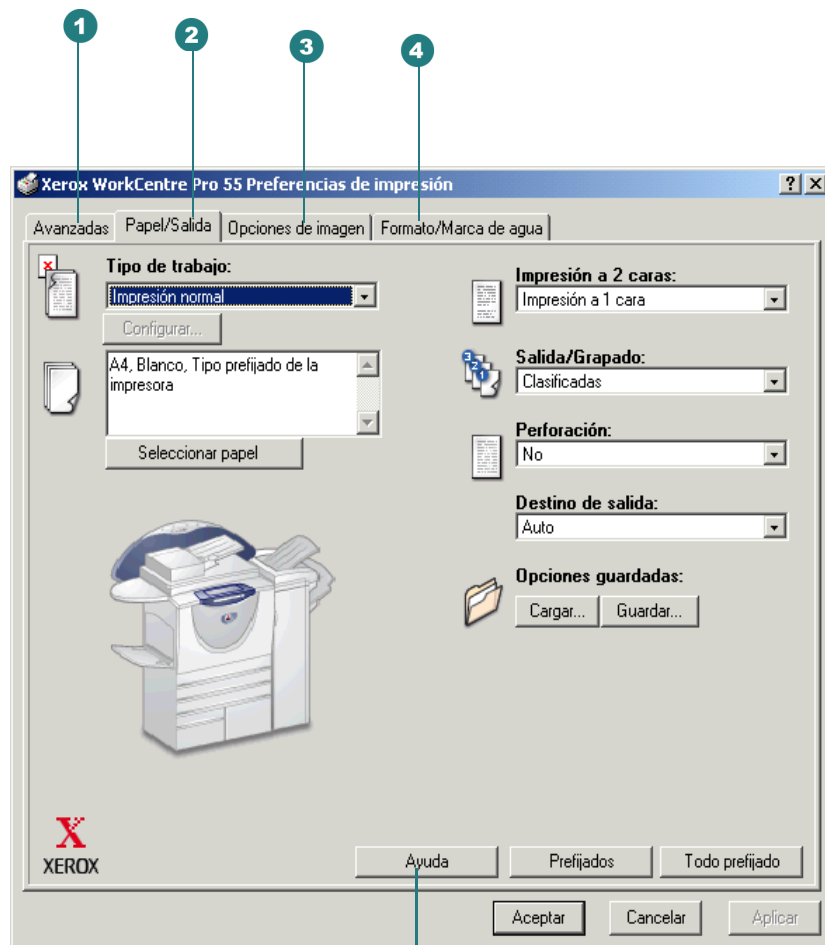 1
2
3
4
Xerox WorkCentre Pro 55 Preferencias de impresión
Avanzadas
Papel/Salida
Opciones de imagen
Formato/Marca de agua
Tipo de trabajo:
Impresión normal
Configurar...
A4, Blanco, Tipo prefijado de la
impresora
Seleccionar papel
Impresión a 2 caras:
Impresión a 1 cara
3
2
1
Salida/Grapado:
Clasificadas
Perforación:
No
Destino de salida:
Auto
Opciones guardadas:
Cargar...
Guardar...
X
XEROX
Ayuda
Prefijados
Todo prefijado
Aceptar
Cancelar
Aplicar